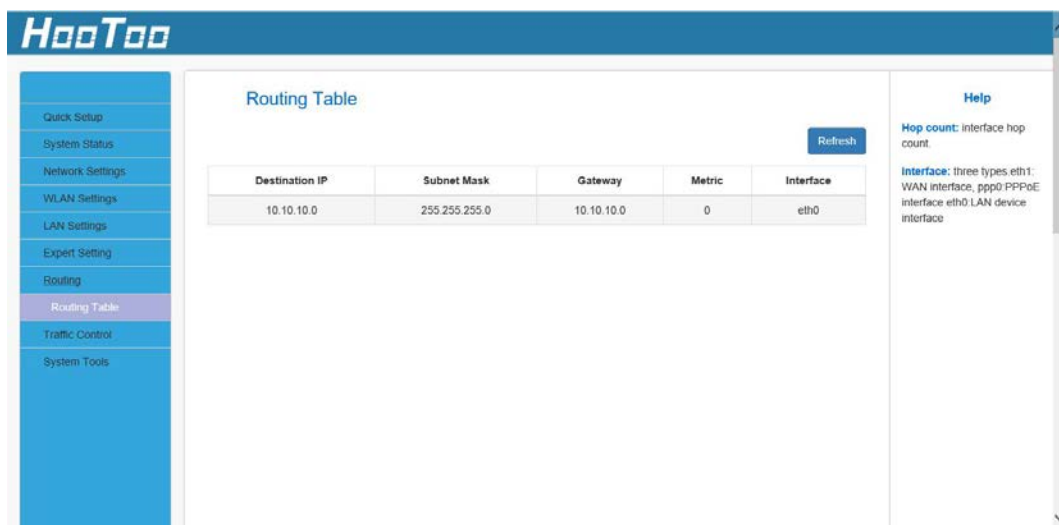 HooToo
Quick Setup
System Status
Network Settings
WLAN Settings
LAN Settings
Expert Setting
Routing
Routing Table
Traffic Control
System Tools
Routing Table
Refresh
Destination IP Subnet Mask Gateway Metric Interface
10.10.10.0 255.255.255.0 10.10.10.0 0 eth0
Help
Hop count: interface hop
count.
Interface: three types.eth1:
WAN interface, ppp0:PPPoE
interface eth0:LAN device
interface